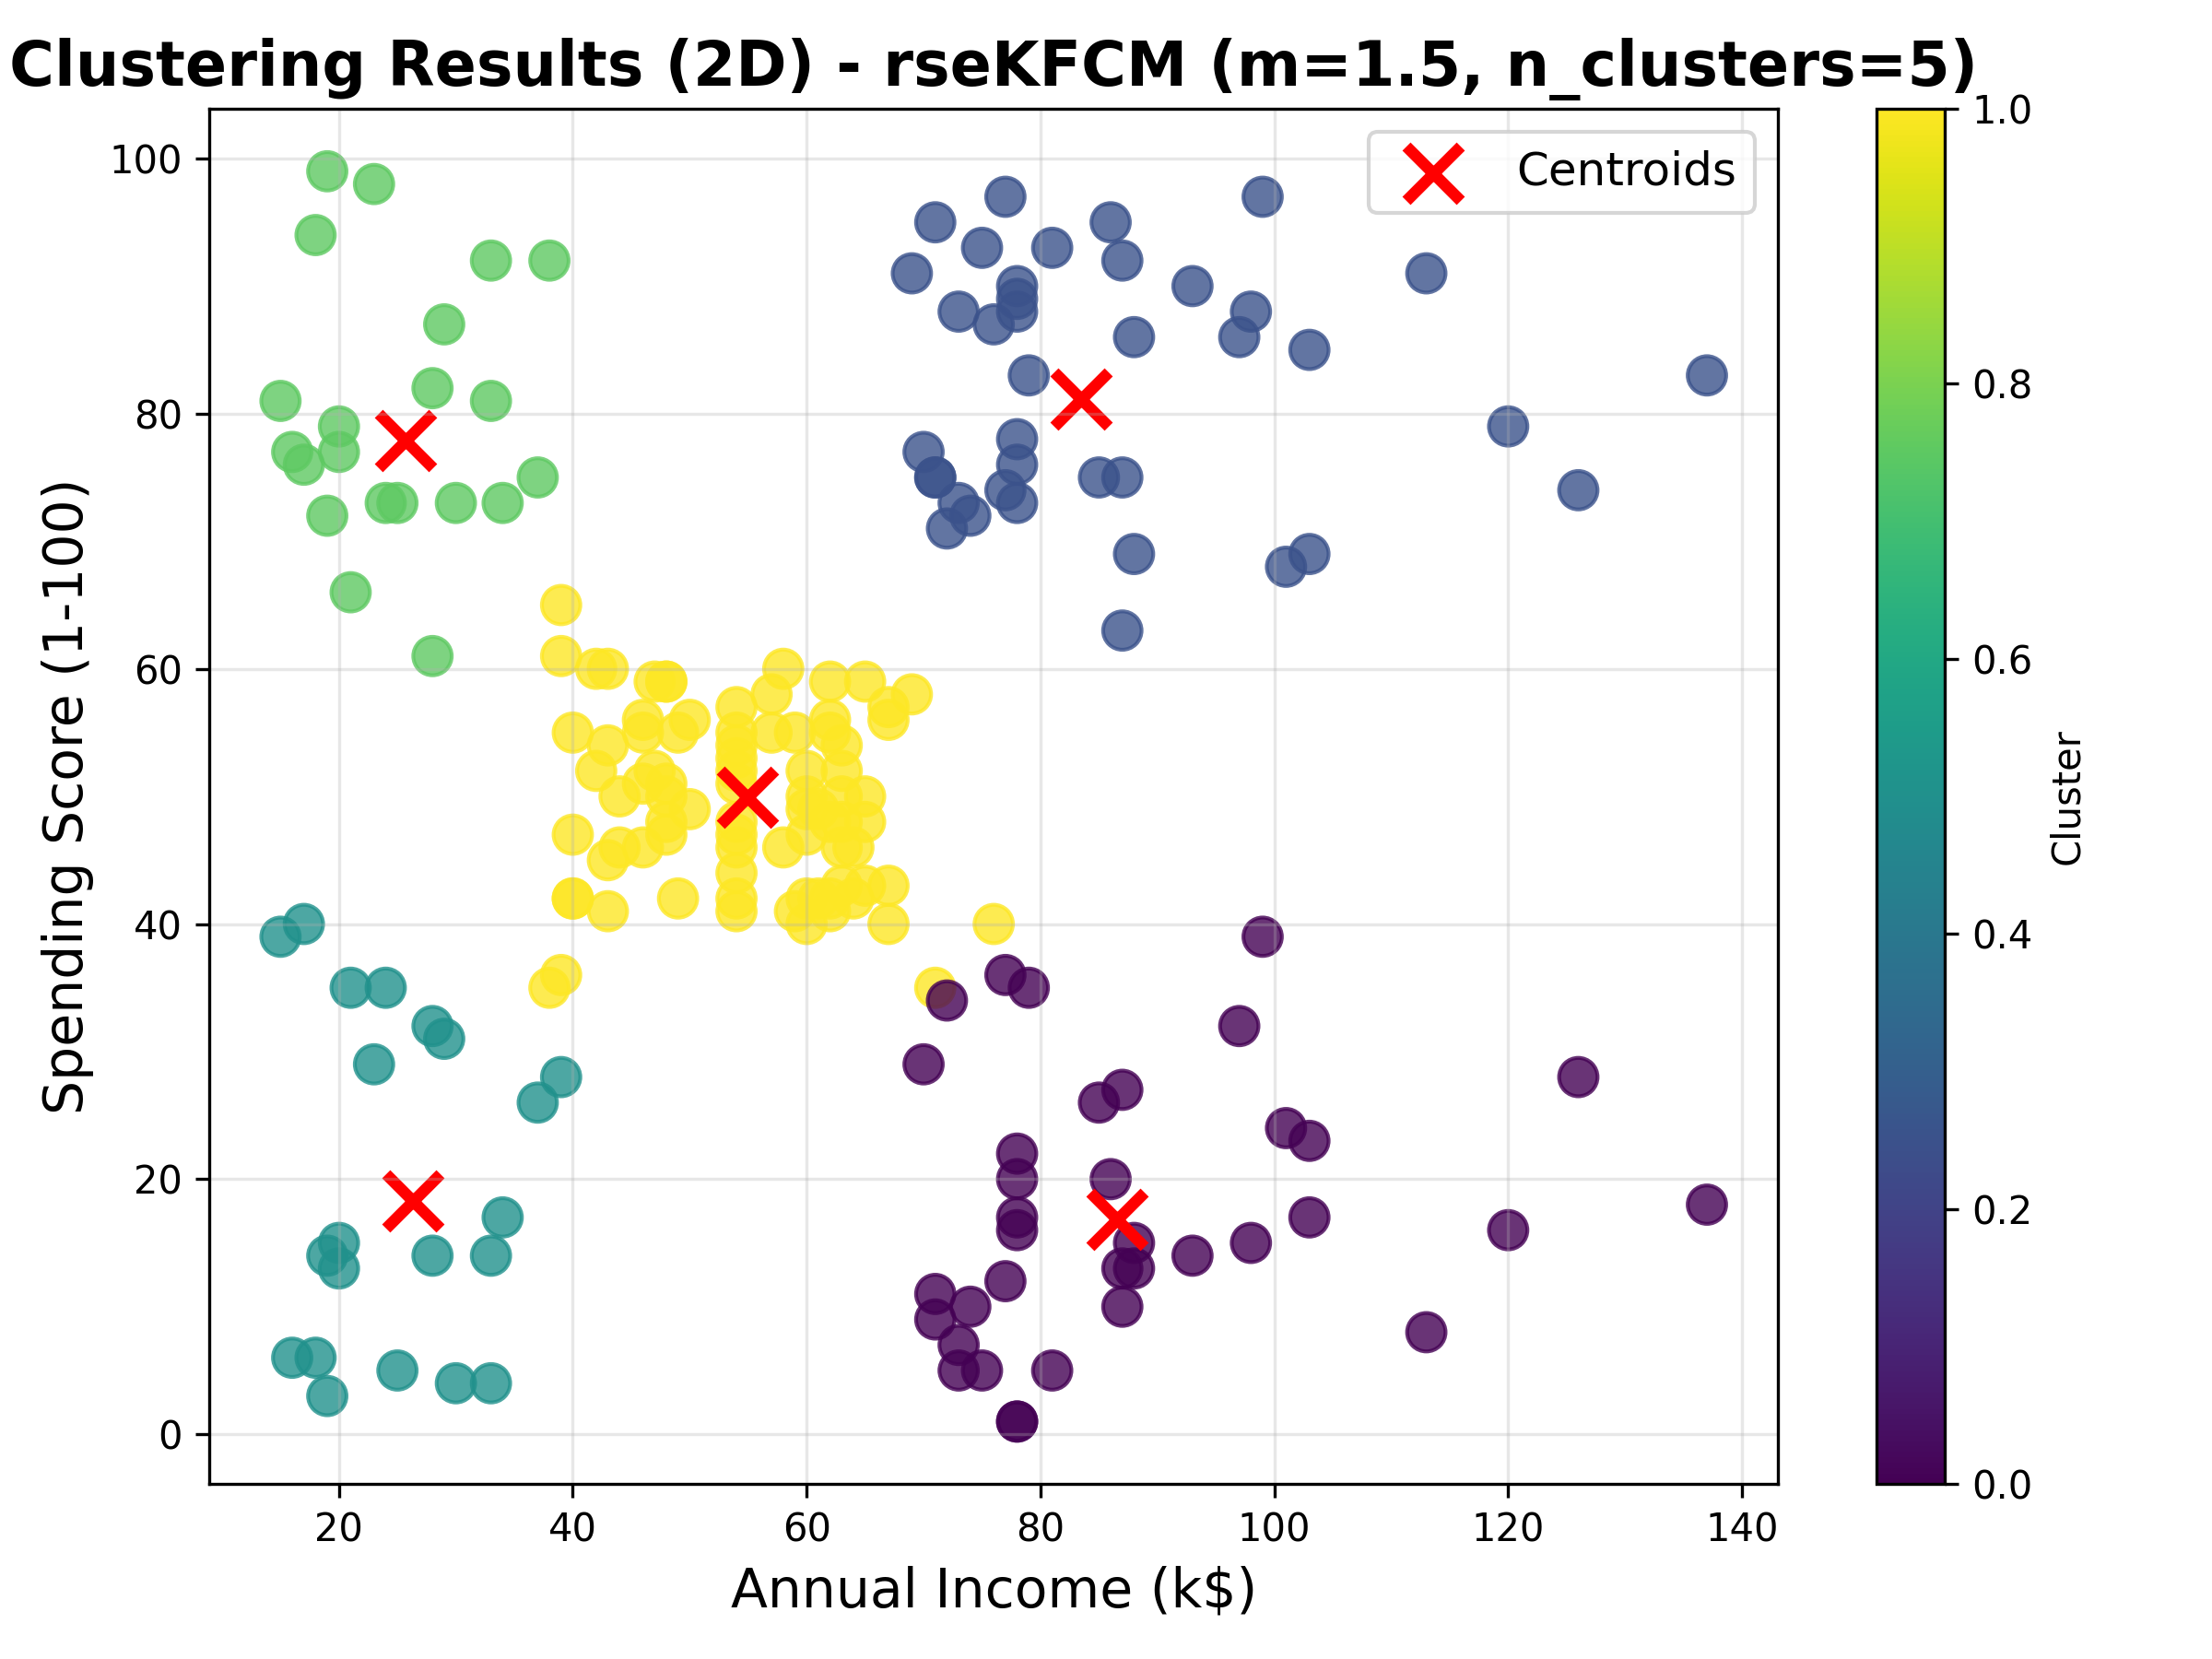 Clustering Results (2D) - rseKFCM (m=1.5, n_clusters=5)
Centroids
Spending Score (1-100)
100
80
60
40
20
0
20 40 60 80 100 120 140
Annual Income (k$)
1.0
0.8
0.6
0.4
0.2
0.0
Cluster